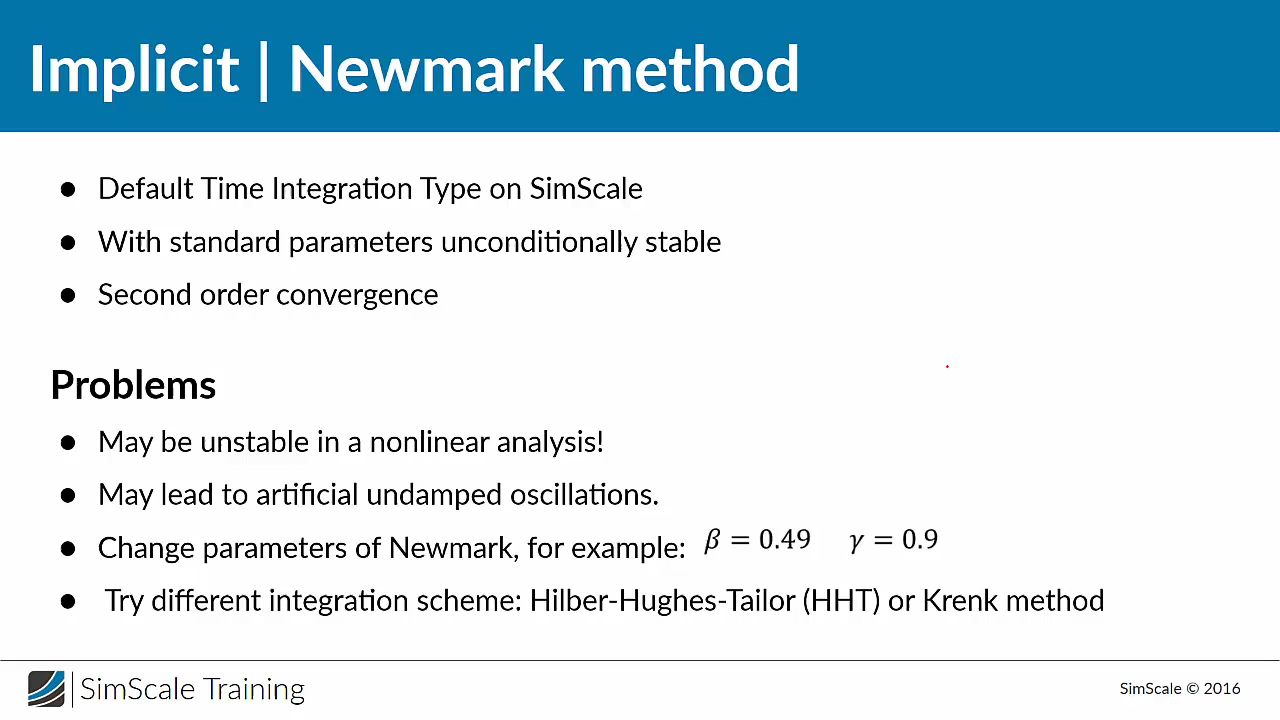 Implicit | Newmark method
● Default Time Integration Type on SimScale
● With standard parameters unconditionally stable
● Second order convergence
Problems
● May be unstable in a nonlinear analysis!
● May lead to artificial undamped oscillations.
● Change parameters of Newmark, for example: β = 0.49 γ = 0.9
● Try different integration scheme: Hilber-Hughes-Tailor (HHT) or Krenk method
SimScale Training
SimScale © 2016